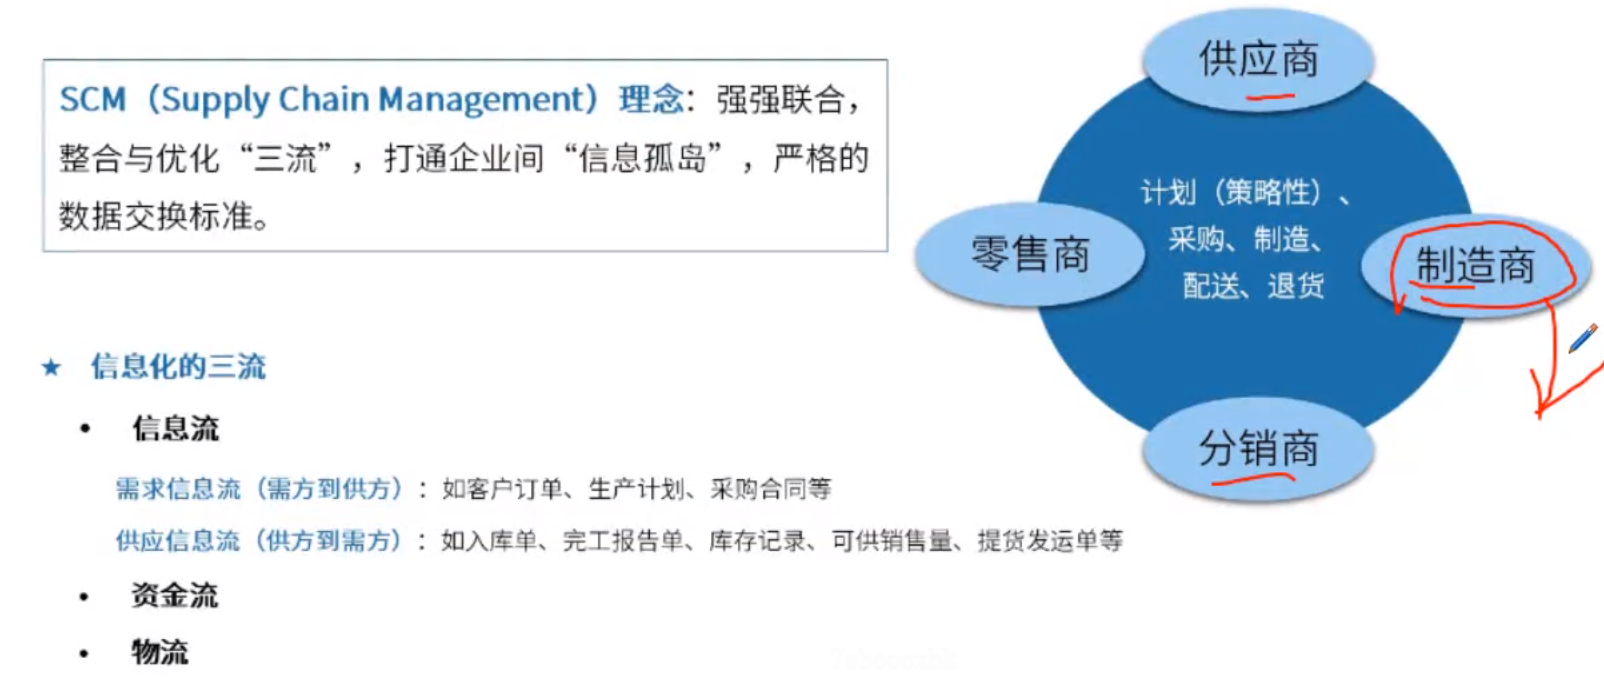 SCM（Supply Chain Management）理念：强强联合，
整合与优化“三流”，打通企业间“信息孤岛”，严格的
数据交换标准。
供应商
计划（策略性）、
采购、制造、
配送、退货
零售商
制造商
分销商
★ 信息化的三流
• 信息流
需求信息流（需方到供方）：如客户订单、生产计划、采购合同等
供应信息流（供方到需方）：如入库单、完工报告单、库存记录、可供销售量、提货发运单等
• 资金流
• 物流